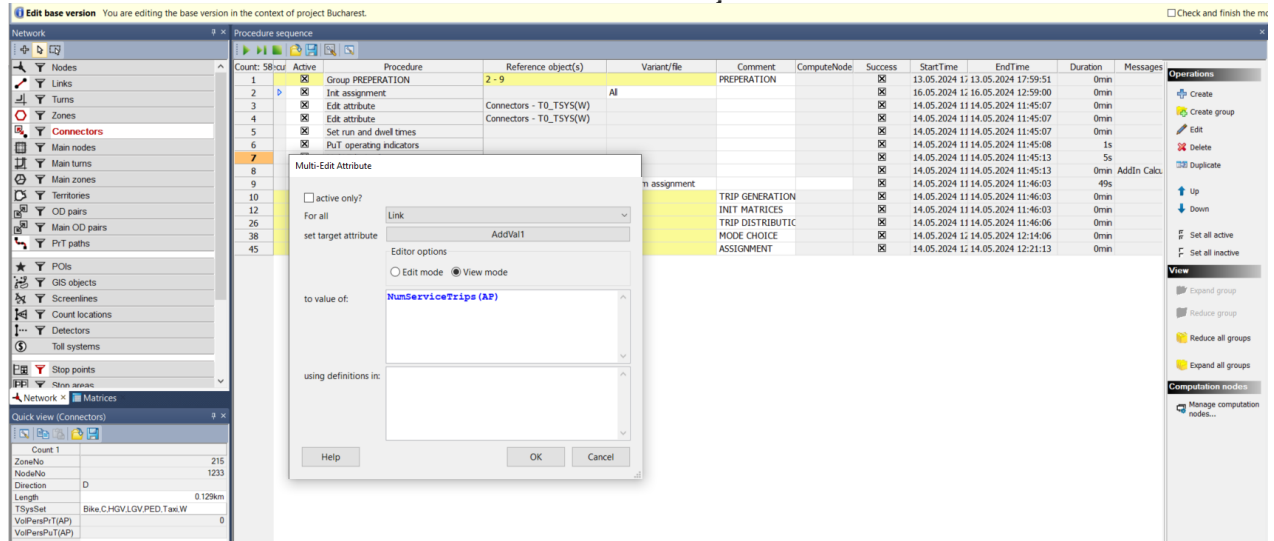 Edit base version You are editing the base version in the context of project Bucharest.
Check and finish the mo
Network
Nodes
Links
Turns
Zones
Connectors
Main nodes
Main turns
Main zones
Territories
OD pairs
Main OD pairs
PrT paths
POIs
GIS objects
Screenlines
Count locations
Detectors
Toll systems
Stop points
Stop areas
Network Matrices
Quick view (Connectors)
Count 1
ZoneNo 215
NodeNo 1233
Direction D
Length 0.129km
TSysSet Bike,C,HGV,LGV,PED,Taxi,W
VolPersPrT(AP) 0
VolPersPuT(AP)
Procedure sequence
Count: 58 Active Procedure Reference object(s) Variant/file Comment ComputeNode Success StartTime EndTime Duration Messages
1 Group PREPERATION 2 - 9 PREPERATION 13.05.2024 17 13.05.2024 17:59:51 0min
2 Init assignment All 16.05.2024 12 16.05.2024 12:59:00 0min
3 Edit attribute Connectors - T0_TSYS(W) 14.05.2024 11 14.05.2024 11:45:07 0min
4 Edit attribute Connectors - T0_TSYS(W) 14.05.2024 11 14.05.2024 11:45:07 0min
5 Set run and dwell times 14.05.2024 11 14.05.2024 11:45:07 0min
6 PuT operating indicators 14.05.2024 11 14.05.2024 11:45:08 1s
7 14.05.2024 11 14.05.2024 11:45:13 5s
8 14.05.2024 11 14.05.2024 11:45:13 0min AddIn Calcu
9 m assignment 14.05.2024 11 14.05.2024 11:46:03 49s
10 TRIP GENERATION 14.05.2024 11 14.05.2024 11:46:03 0min
12 INIT MATRICES 14.05.2024 11 14.05.2024 11:46:03 0min
26 TRIP DISTRIBUTIC 14.05.2024 11 14.05.2024 11:46:06 0min
38 MODE CHOICE 14.05.2024 12 14.05.2024 12:14:06 0min
45 ASSIGNMENT 14.05.2024 12 14.05.2024 12:21:13 0min
Multi-Edit Attribute
active only?
For all Link
set target attribute AddVal1
Editor options
Edit mode View mode
to value of: NumServiceTrips(AP)
using definitions in:
Help OK Cancel
Operations
Create
Create group
Edit
Delete
Duplicate
Up
Down
Set all active
Set all inactive
View
Expand group
Reduce group
Reduce all groups
Expand all groups
Computation nodes
Manage computation
nodes...